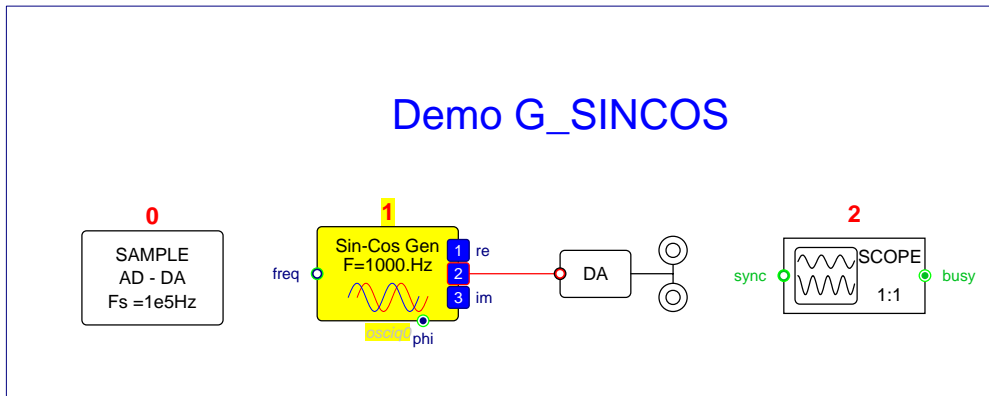 Demo G_SINCOS
0
SAMPLE
AD - DA
Fs =1e5Hz
1
Sin-Cos Gen
F=1000.Hz
freq
1 re
2
3 im
osciq0
phi
DA
2
SCOPE
1:1
sync
busy